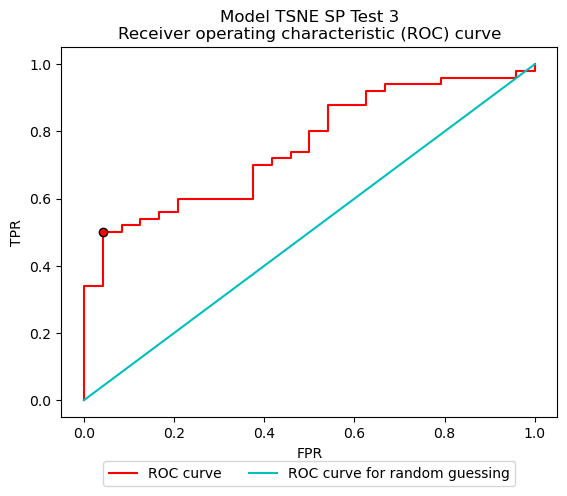 Model TSNE SP Test 3
Receiver operating characteristic (ROC) curve
1.0
0.8
0.6
0.4
0.2
0.0
TPR
0.0 0.2 0.4 0.6 0.8 1.0
FPR
ROC curve ROC curve for random guessing